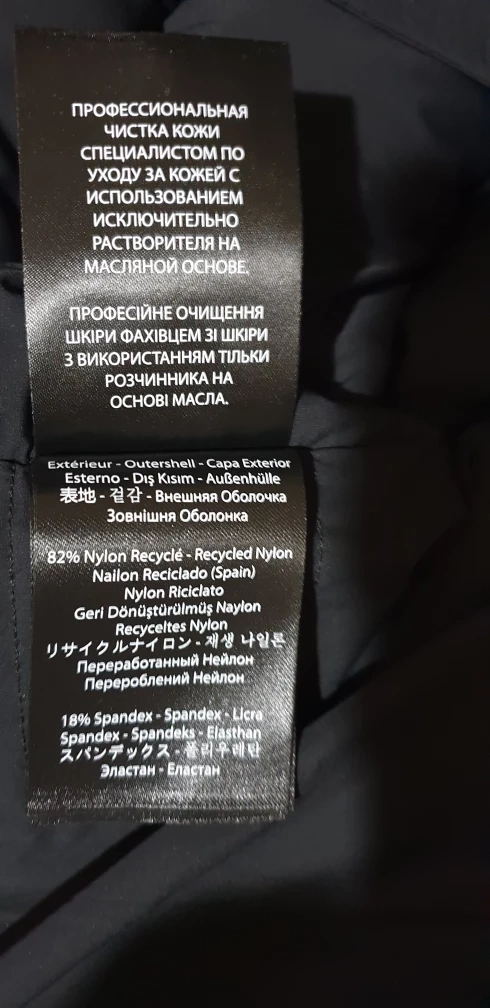 ПРОФЕССИОНАЛЬНАЯ
ЧИСТКА КОЖИ
СПЕЦИАЛИСТОМ ПО
УХОДУ ЗА КОЖЕЙ С
ИСПОЛЬЗОВАНИЕМ
ИСКЛЮЧИТЕЛЬНО
РАСТВОРИТЕЛЯ НА
МАСЛЯНОЙ ОСНОВЕ.
ПРОФЕСІЙНЕ ОЧИЩЕННЯ
ШКІРИ ФАХІВЦЕМ ЗІ ШКІРИ
З ВИКОРИСТАННЯМ ТІЛЬКИ
РОЗЧИННИКА НА
ОСНОВІ МАСЛА.
Extérieur - Outershell - Capa Exterior
Esterno - Dış Kısım - Außenhülle
表地 - 겉감 - Внешняя Оболочка
Зовнішня Оболонка
82% Nylon Recyclé - Recycled Nylon
Nailon Reciclado (Spain)
Nylon Riciclato
Geri Dönüştürülmüş Naylon
Recyceltes Nylon
リサイクルナイロン - 재생 나일론
Переработанный Нейлон
Перероблений Нейлон
18% Spandex - Spandex - Licra
Spandex - Spandeks - Elasthan
スパンデックス - 폴리우레탄
Эластан - Еластан